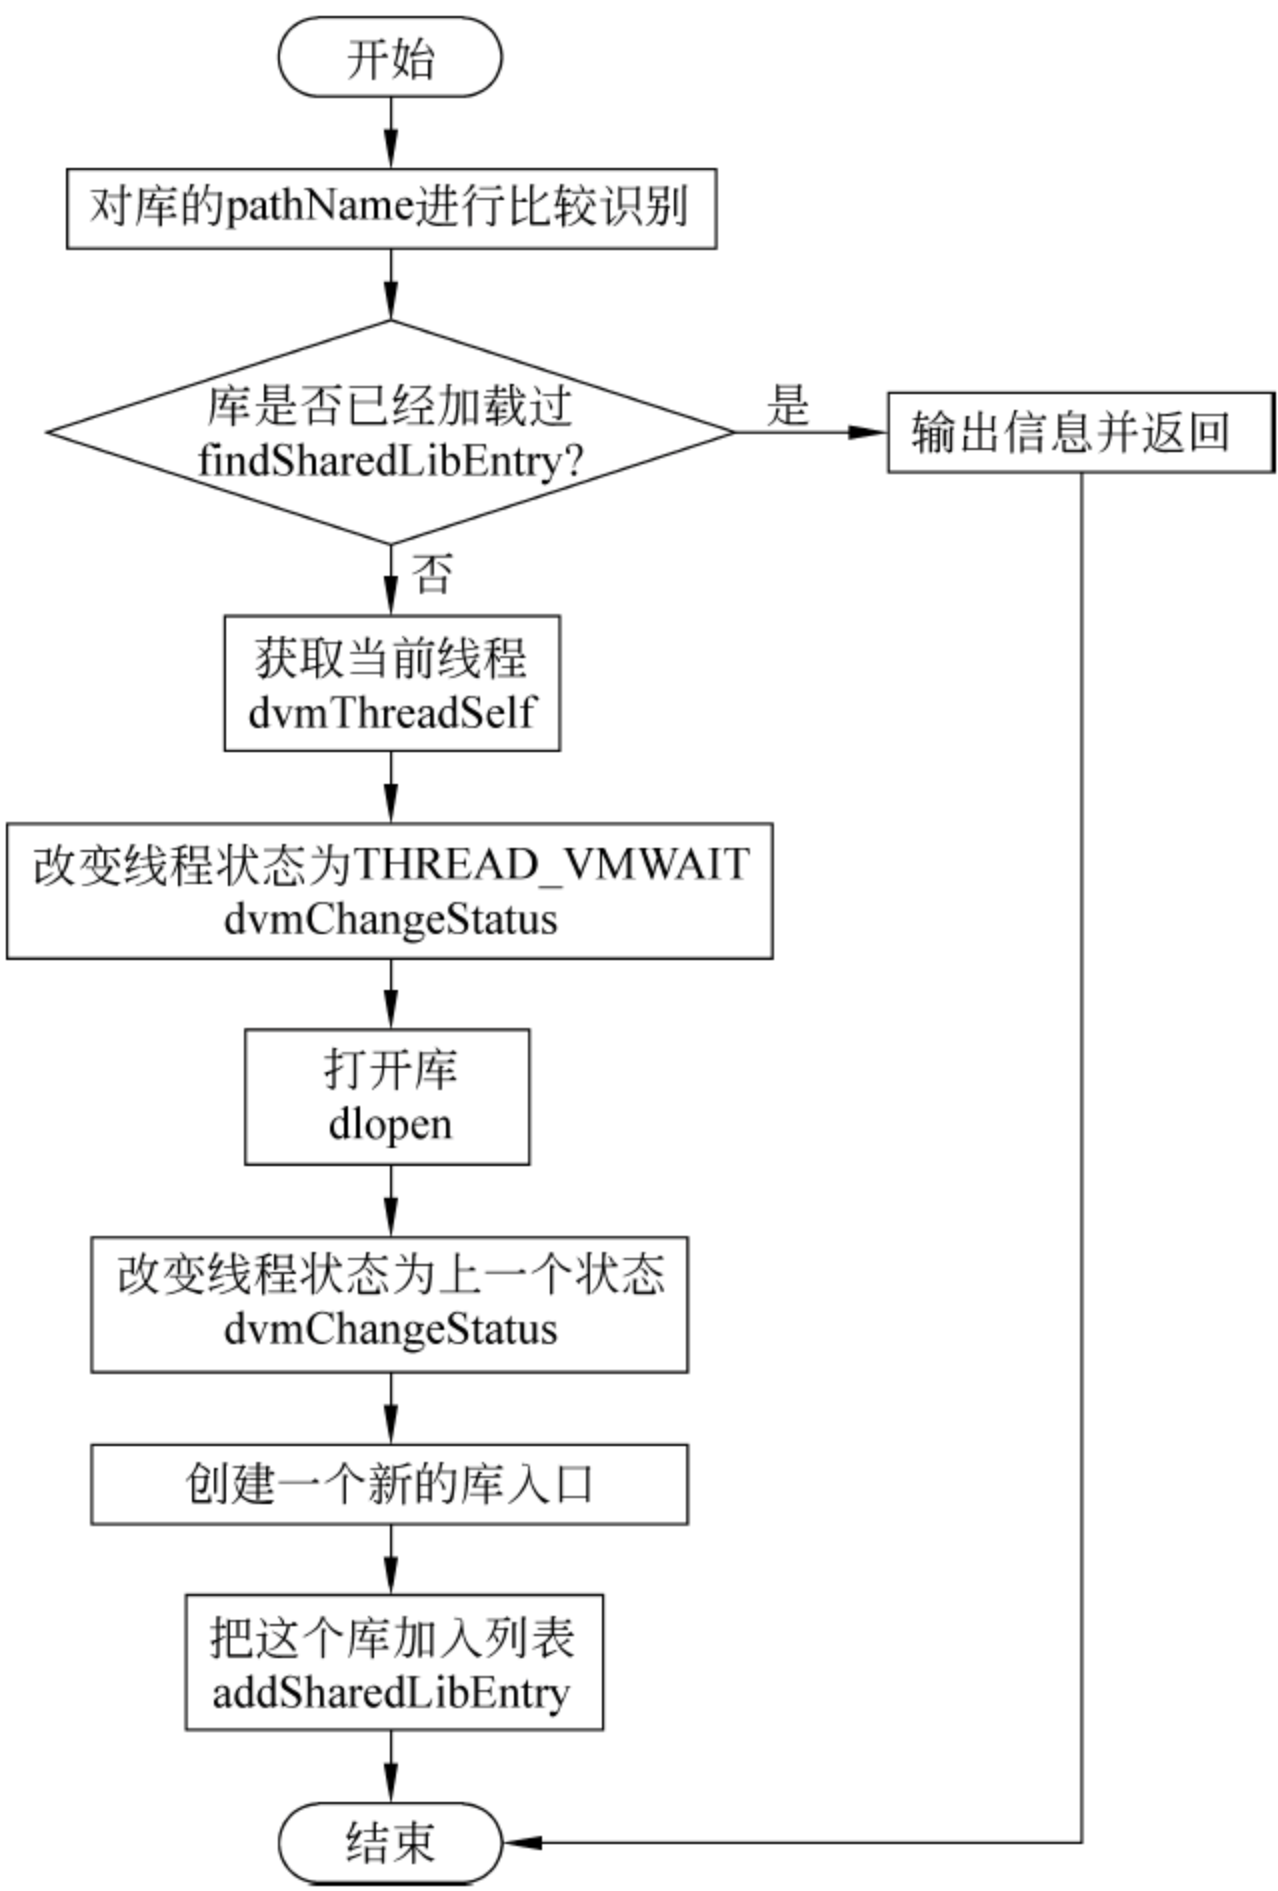 开始
对库的pathName进行比较识别
库是否已经加载过
findSharedLibEntry?
是
输出信息并返回
否
获取当前线程
dvmThreadSelf
改变线程状态为THREAD_VMWAIT
dvmChangeStatus
打开库
dlopen
改变线程状态为上一个状态
dvmChangeStatus
创建一个新的库入口
把这个库加入列表
addSharedLibEntry
结束